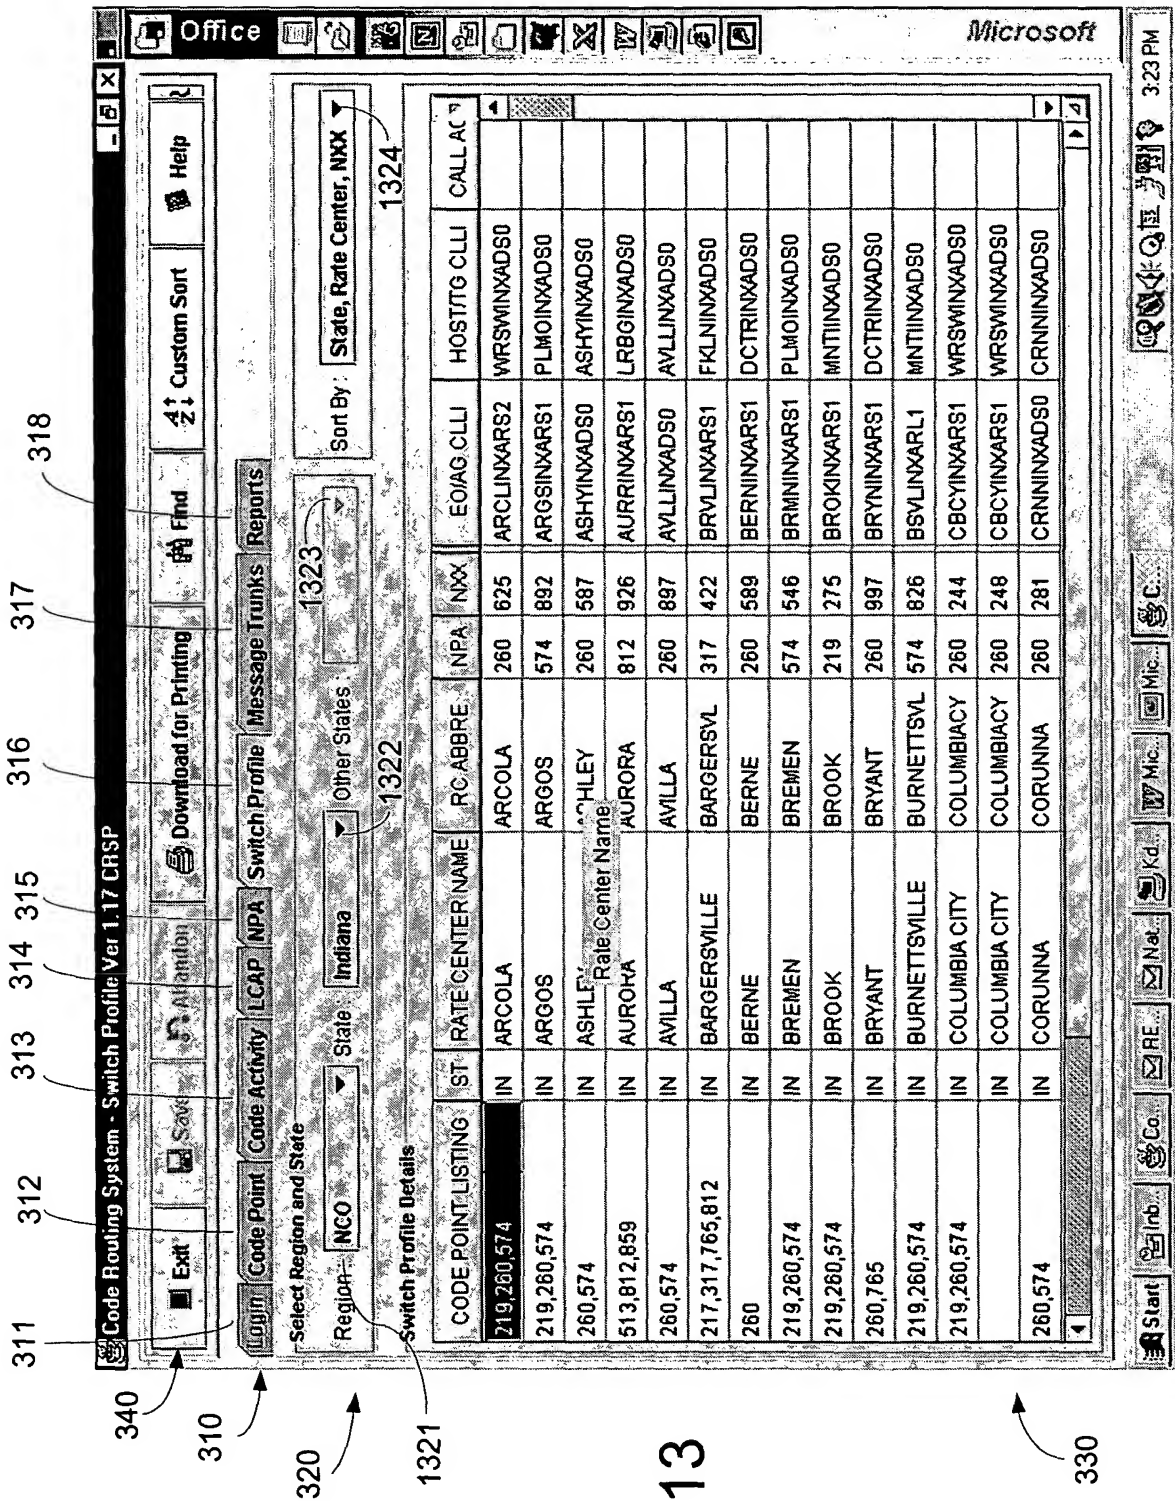 311 312 313 314 315 316 317 318
Code Routing System - Switch Profile Ver 1.17 CRSP
Office
340
Exit Save Abandon Download for Printing Find Custom Sort Help
310
Login Code Point Code Activity LCAP NPA Switch Profile Message Trunks Reports
320
Select Region and State
Region: NCO State: Indiana Other States: Sort By: State, Rate Center, NXX
1321 1322 1323 1324
Switch Profile Details
CODE POINT LISTING ST RATE CENTER NAME RC ABBRE NPA NXX EO/AG CLLI HOST/TG CLLI CALL AC
219,260,574 IN ARCOLA ARCOLA 260 625 ARCLINXARS2 WRSWINXADS0
219,260,574 IN ARGOS ARGOS 574 892 ARGSINXARS1 PLMOINXADS0
260,574 IN ASHLEY ASHLEY 260 587 ASHYINXADS0 ASHYINXADS0
Rate Center Name
513,812,859 IN AURORA AURORA 812 926 AURRINXARS1 LRBGINXADS0
260,574 IN AVILLA AVILLA 260 897 AVLLINXADS0 AVLLINXADS0
217,317,765,812 IN BARGERSVILLE BARGERSVL 317 422 BRVLINXARS1 FKLNINXADS0
260 IN BERNE BERNE 260 589 BERNINXARS1 DCTRINXADS0
219,260,574 IN BREMEN BREMEN 574 546 BRMNINXARS1 PLMOINXADS0
219,260,574 IN BROOK BROOK 219 275 BROKINXARS1 MNTIINXADS0
260,765 IN BRYANT BRYANT 260 997 BRYNINXARS1 DCTRINXADS0
219,260,574 IN BURNETTSVILLE BURNETTSVL 574 826 BSVLINXARL1 MNTIINXADS0
219,260,574 IN COLUMBIA CITY COLUMBIACY 260 244 CBCYINXARS1 WRSWINXADS0
IN COLUMBIA CITY COLUMBIACY 260 248 CBCYINXARS1 WRSWINXADS0
260,574 IN CORUNNA CORUNNA 260 281 CRNNINXADS0 CRNNINXADS0
Microsoft
Start Inb... Co... RE... Nat... Kd... Mic... Mic... C:... 3:23 PM
13
330